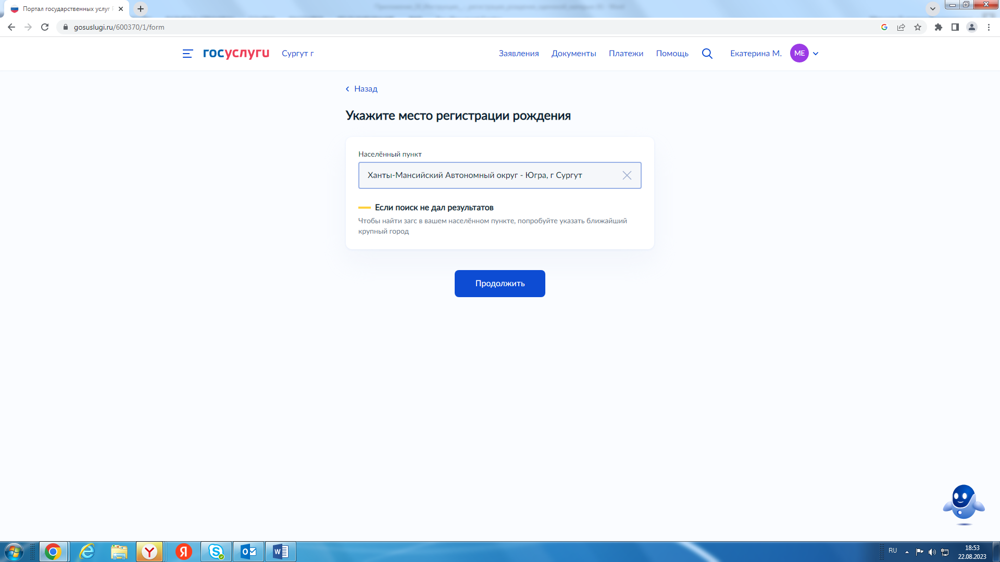 Портал государственных услуг
gosuslugi.ru/600370/1/form
госуслуги
Сургут г
Заявления
Документы
Платежи
Помощь
Екатерина М.
МЕ
Назад
Укажите место регистрации рождения
Населённый пункт
Ханты-Мансийский Автономный округ - Югра, г Сургут
Если поиск не дал результатов
Чтобы найти загс в вашем населённом пункте, попробуйте указать ближайший
крупный город
Продолжить
RU
18:53
22.08.2023